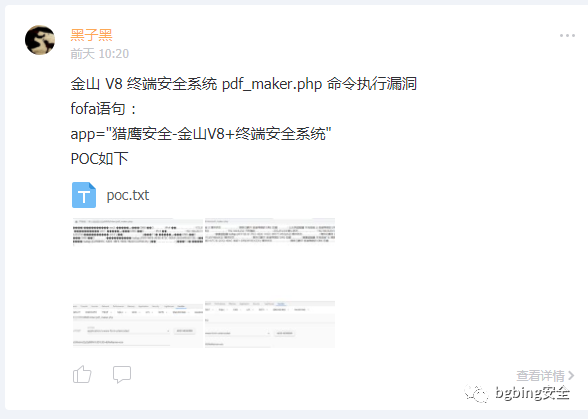 黑子黑
前天 10:20
金山 V8 终端安全系统 pdf_maker.php 命令执行漏洞
fofa语句：
app="猎鹰安全-金山V8+终端安全系统"
POC如下
T poc.txt
查看详情
bgbing安全